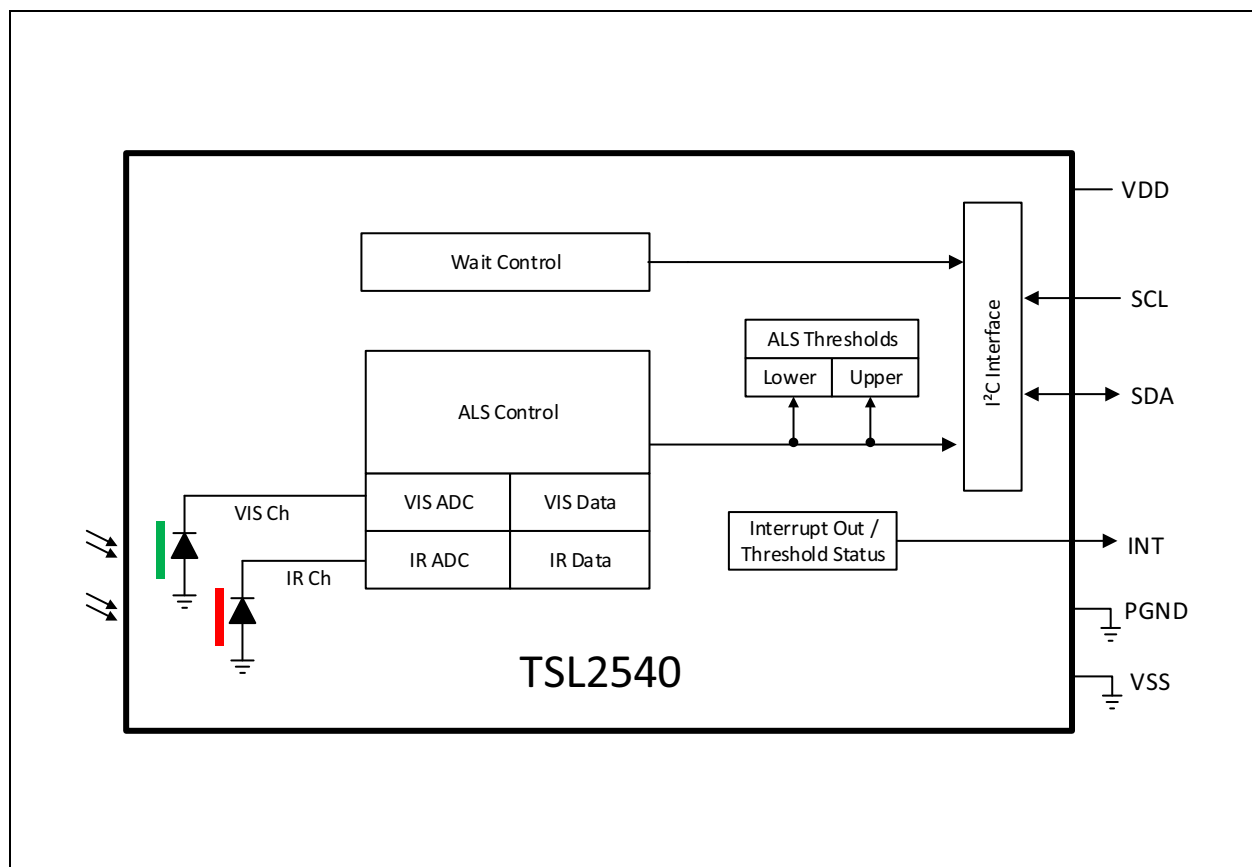 VDD
Wait Control
SCL
I²C Interface
ALS Thresholds
Lower
Upper
SDA
ALS Control
VIS Ch
VIS ADC
VIS Data
Interrupt Out /
Threshold Status
INT
IR Ch
IR ADC
IR Data
PGND
TSL2540
VSS